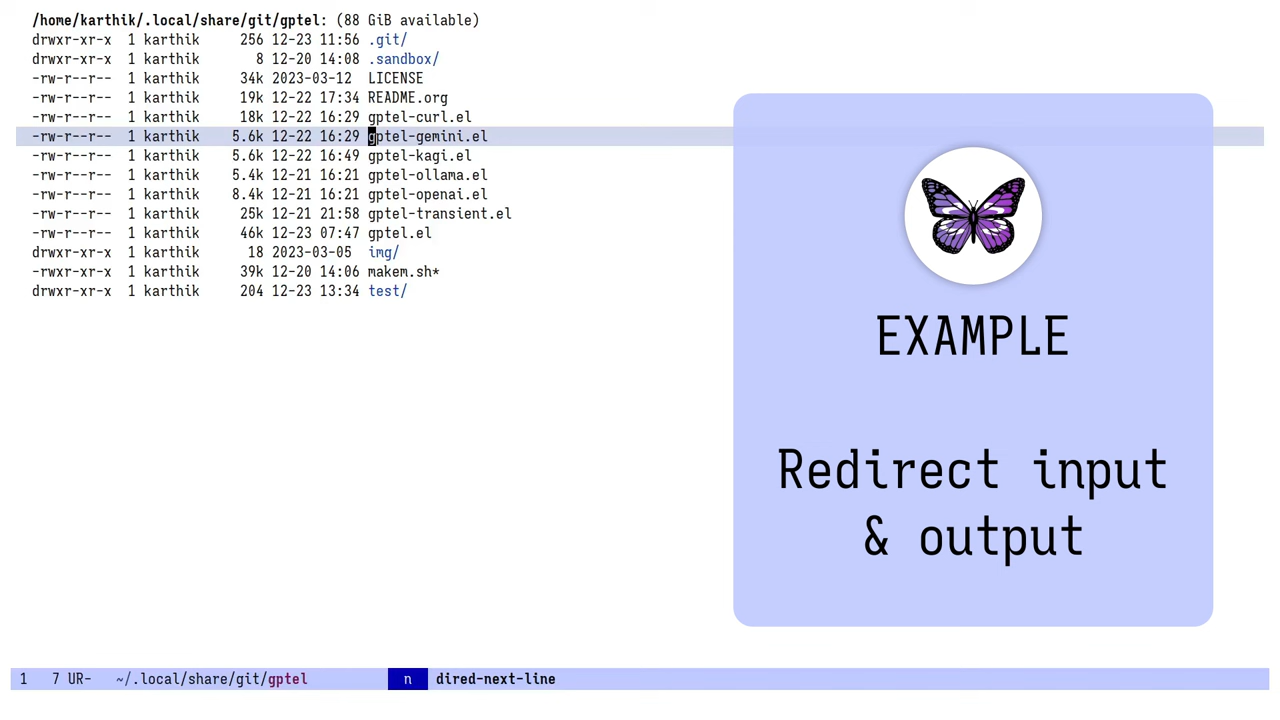 /home/karthik/.local/share/git/gptel: (88 GiB available)
drwxr-xr-x  1 karthik     256 12-23 11:56 .git/
drwxr-xr-x  1 karthik       8 12-20 14:08 .sandbox/
-rw-r--r--  1 karthik     34k 2023-03-12  LICENSE
-rw-r--r--  1 karthik     19k 12-22 17:34 README.org
-rw-r--r--  1 karthik     18k 12-22 16:29 gptel-curl.el
-rw-r--r--  1 karthik    5.6k 12-22 16:29 gptel-gemini.el
-rw-r--r--  1 karthik    5.6k 12-22 16:49 gptel-kagi.el
-rw-r--r--  1 karthik    5.4k 12-21 16:21 gptel-ollama.el
-rw-r--r--  1 karthik    8.4k 12-21 16:21 gptel-openai.el
-rw-r--r--  1 karthik     25k 12-21 21:58 gptel-transient.el
-rw-r--r--  1 karthik     46k 12-23 07:47 gptel.el
drwxr-xr-x  1 karthik      18 2023-03-05  img/
-rwxr-xr-x  1 karthik     39k 12-20 14:06 makem.sh*
drwxr-xr-x  1 karthik     204 12-23 13:34 test/
EXAMPLE
Redirect input
& output
1   7 UR-   ~/.local/share/git/gptel   n   dired-next-line